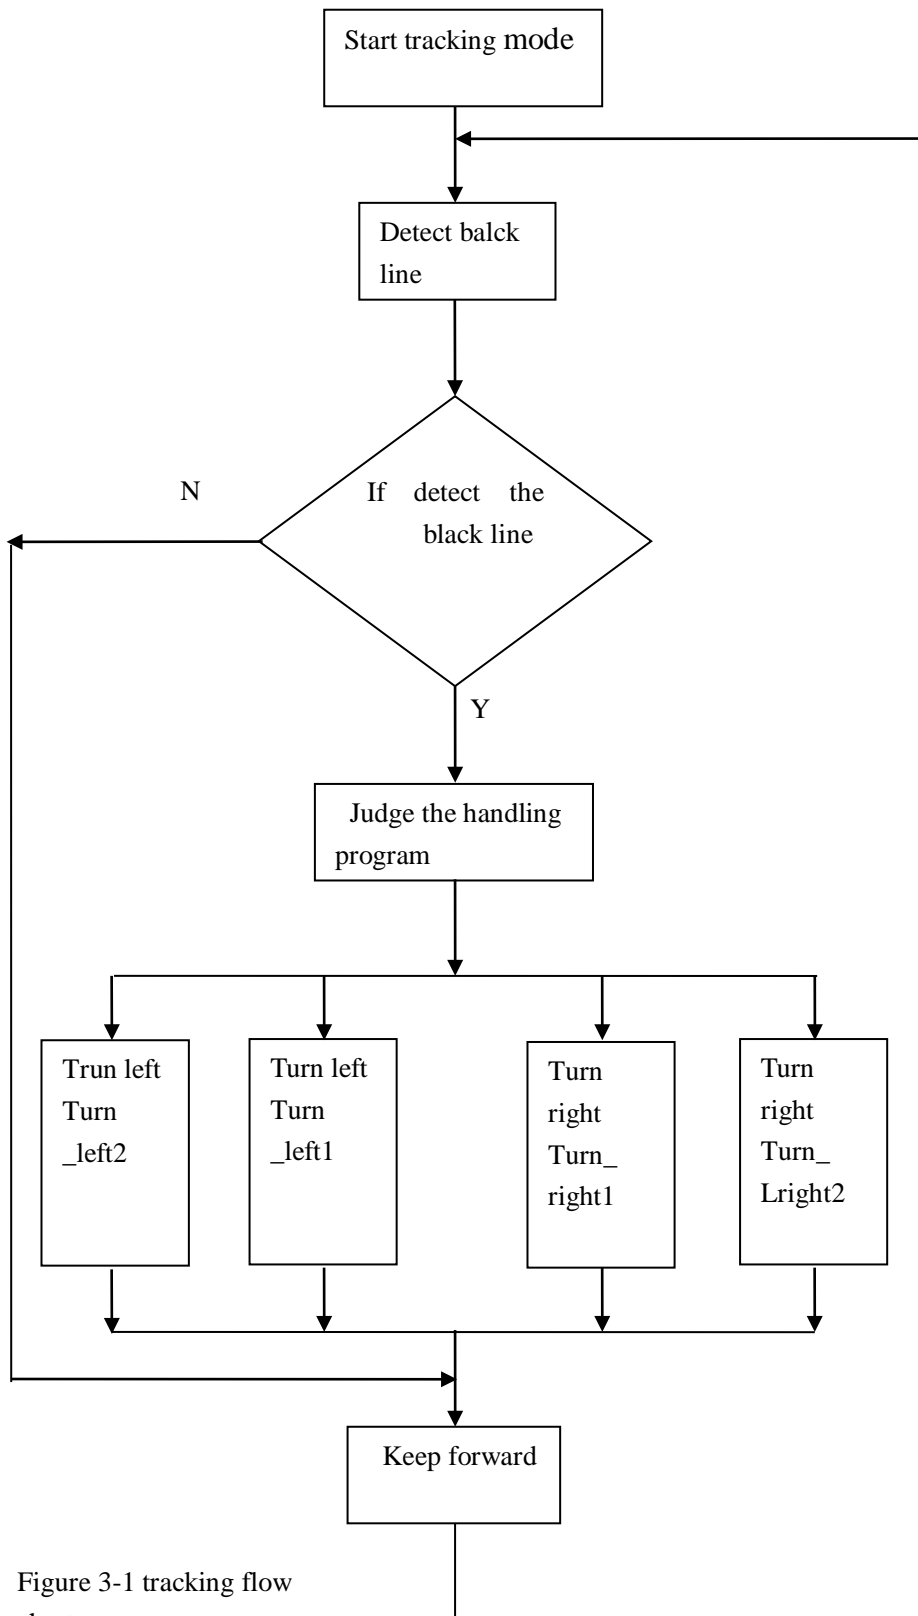 Start tracking mode
Detect balck
line
N
If detect the
black line
Y
Judge the handling
program
Trun left
Turn
_left2
Turn left
Turn
_left1
Turn
right
Turn_
right1
Turn
right
Turn_
Lright2
Keep forward
Figure 3-1 tracking flow